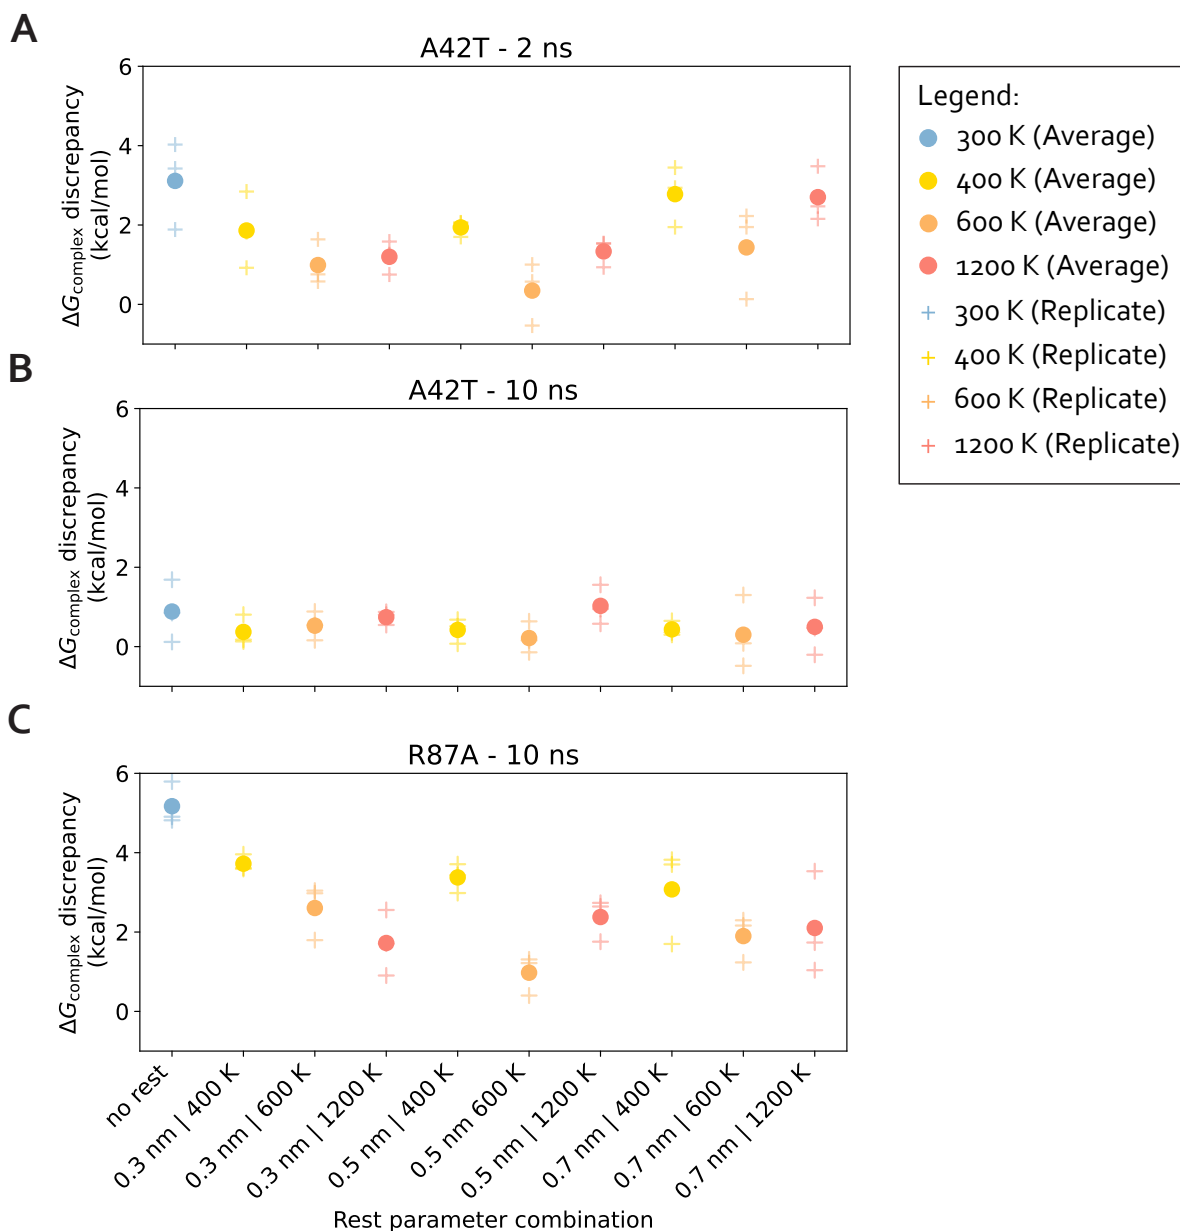 A
A42T - 2 ns
6
4
2
0
ΔGcomplex discrepancy
(kcal/mol)
Legend:
300 K (Average)
400 K (Average)
600 K (Average)
1200 K (Average)
300 K (Replicate)
400 K (Replicate)
600 K (Replicate)
1200 K (Replicate)
B
A42T - 10 ns
6
4
2
0
ΔGcomplex discrepancy
(kcal/mol)
C
R87A - 10 ns
6
4
2
0
ΔGcomplex discrepancy
(kcal/mol)
no rest
0.3 nm | 400 K
0.3 nm | 600 K
0.3 nm | 1200 K
0.5 nm | 400 K
0.5 nm 600 K
0.5 nm | 1200 K
0.7 nm | 400 K
0.7 nm | 600 K
0.7 nm | 1200 K
Rest parameter combination